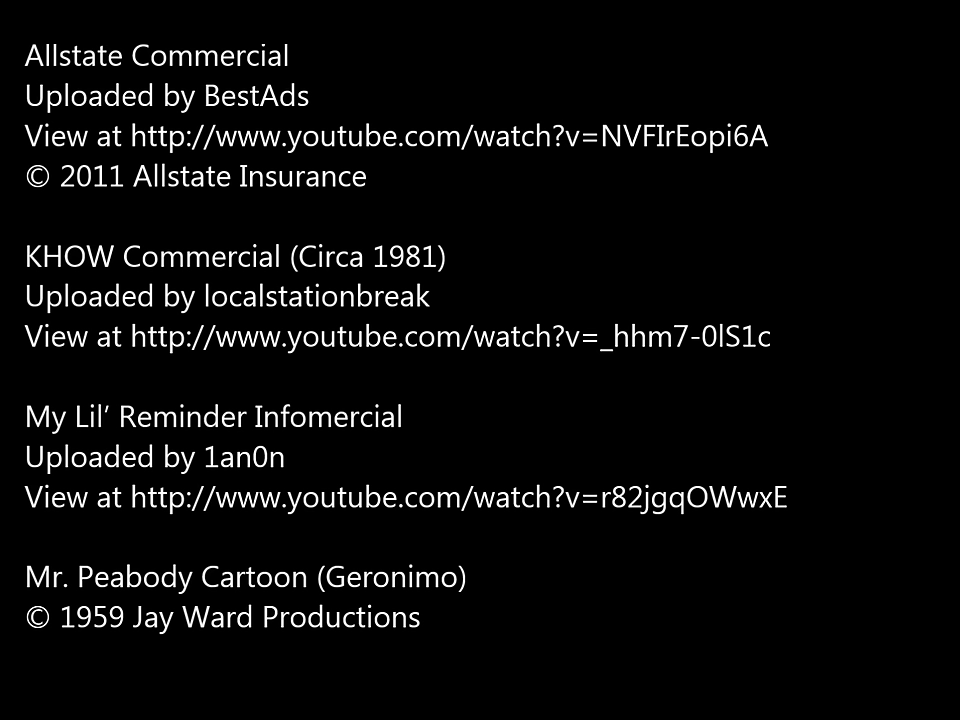 Allstate Commercial
Uploaded by BestAds
View at http://www.youtube.com/watch?v=NVFIrEopi6A
© 2011 Allstate Insurance
KHOW Commercial (Circa 1981)
Uploaded by localstationbreak
View at http://www.youtube.com/watch?v=_hhm7-0lS1c
My Lil’ Reminder Infomercial
Uploaded by 1an0n
View at http://www.youtube.com/watch?v=r82jgqOWwxE
Mr. Peabody Cartoon (Geronimo)
© 1959 Jay Ward Productions